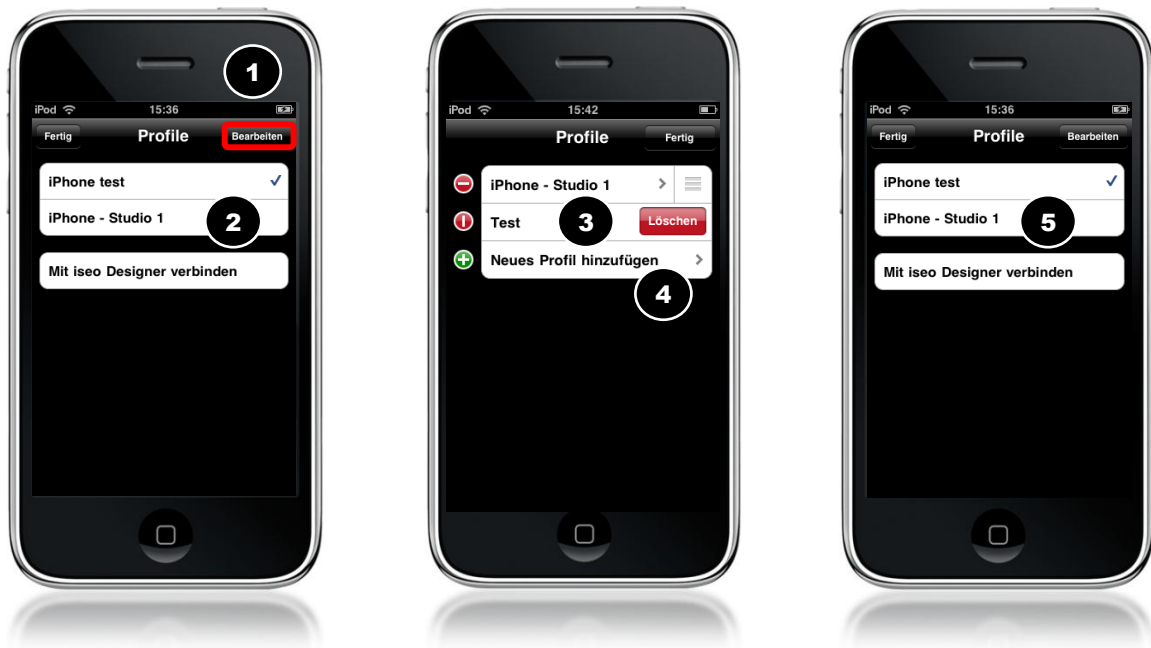 1
iPod 15:36
Fertig Profile Bearbeiten
iPhone test
iPhone - Studio 1
2
Mit iseo Designer verbinden
iPod 15:42
Profile Fertig
iPhone - Studio 1
Test 3 Löschen
Neues Profil hinzufügen
4
iPod 15:36
Fertig Profile Bearbeiten
iPhone test
iPhone - Studio 1
5
Mit iseo Designer verbinden